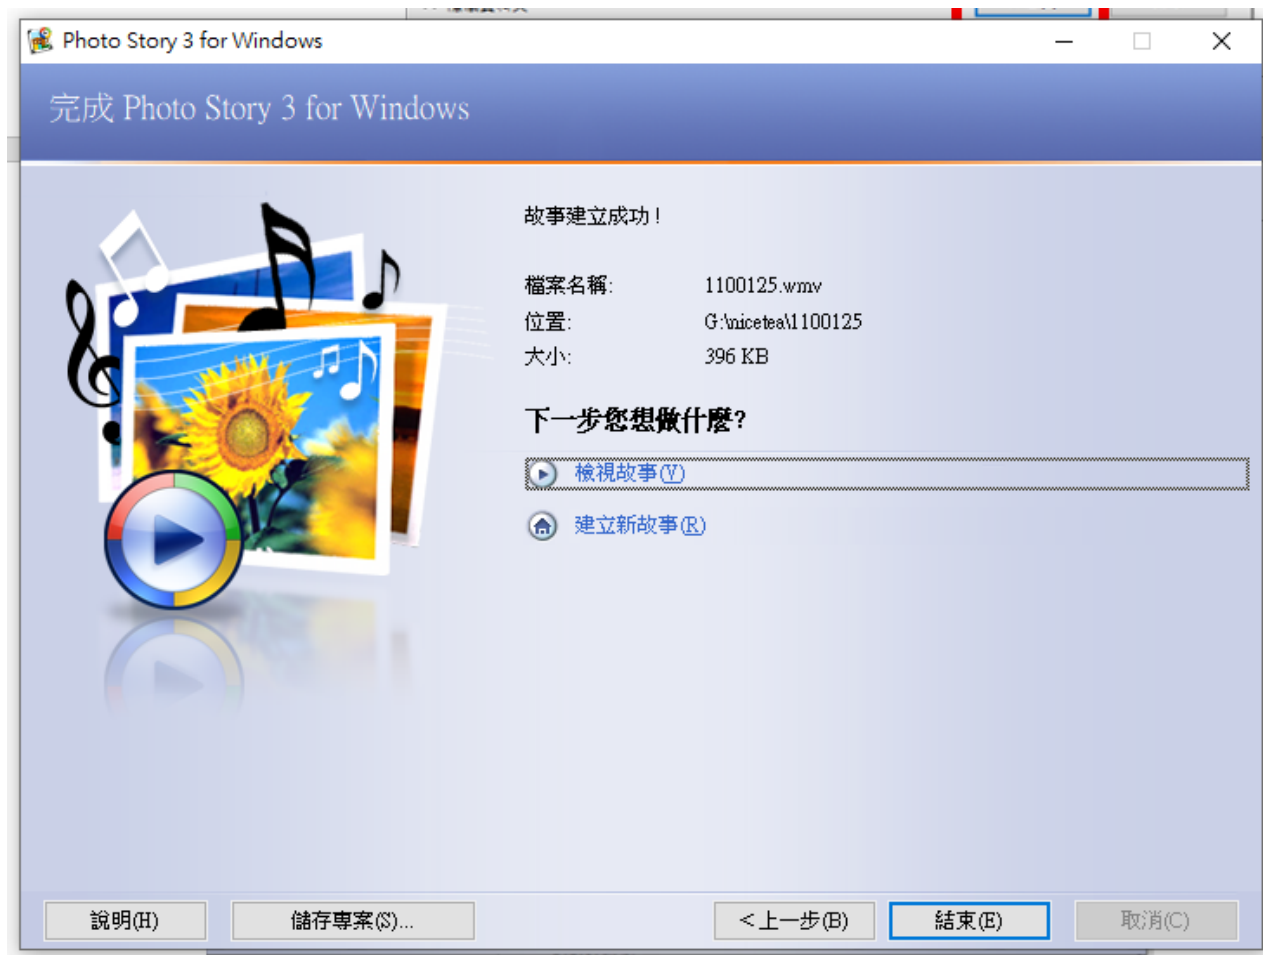 Photo Story 3 for Windows
完成 Photo Story 3 for Windows
故事建立成功！
檔案名稱: 1100125.wmv
位置: G:\nicetea\1100125
大小: 396 KB
下一步您想做什麼?
檢視故事(V)
建立新故事(R)
說明(H) 儲存專案(S)... <上一步(B) 結束(E) 取消(C)